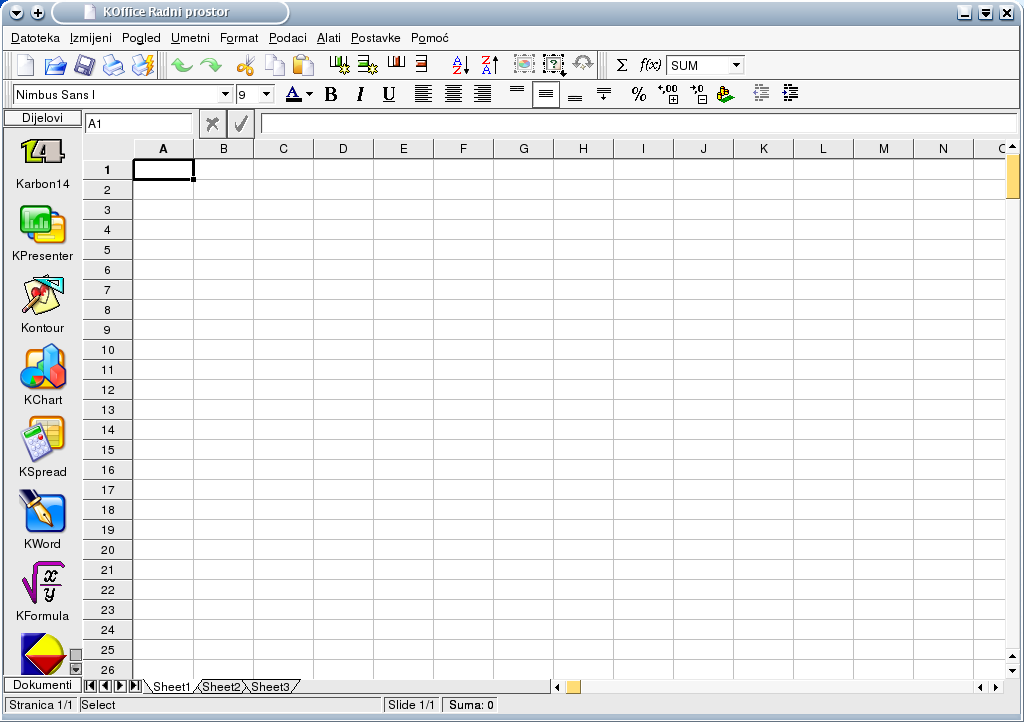 KOffice Radni prostor
Datoteka Izmijeni Pogled Umetni Format Podaci Alati Postavke Pomoć
Σ f(x) SUM
Nimbus Sans l 9 A B I U % +,00 ,0
Dijelovi A1
A B C D E F G H I J K L M N
1
2
3
4
5
6
7
8
9
10
11
12
13
14
15
16
17
18
19
20
21
22
23
24
25
26
Karbon14
KPresenter
Kontour
KChart
KSpread
KWord
KFormula
Dokumenti Sheet1 Sheet2 Sheet3
Stranica 1/1 Select Slide 1/1 Suma: 0